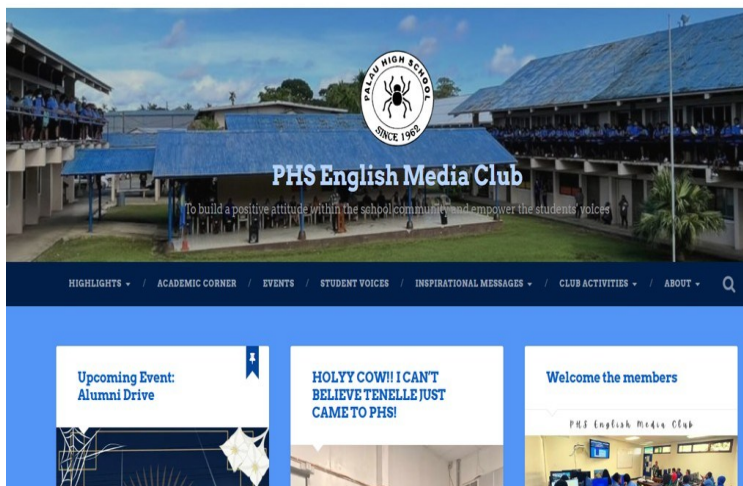 PALAU HIGH SCHOOL
SINCE 1962
PHS English Media Club
To build a positive attitude within the school community and empower the students' voices
HIGHLIGHTS / ACADEMIC CORNER / EVENTS / STUDENT VOICES / INSPIRATIONAL MESSAGES / CLUB ACTIVITIES / ABOUT
Upcoming Event:
Alumni Drive
HOLYY COW!! I CAN'T
BELIEVE TENELLE JUST
CAME TO PHS!
Welcome the members
PHS English Media Club